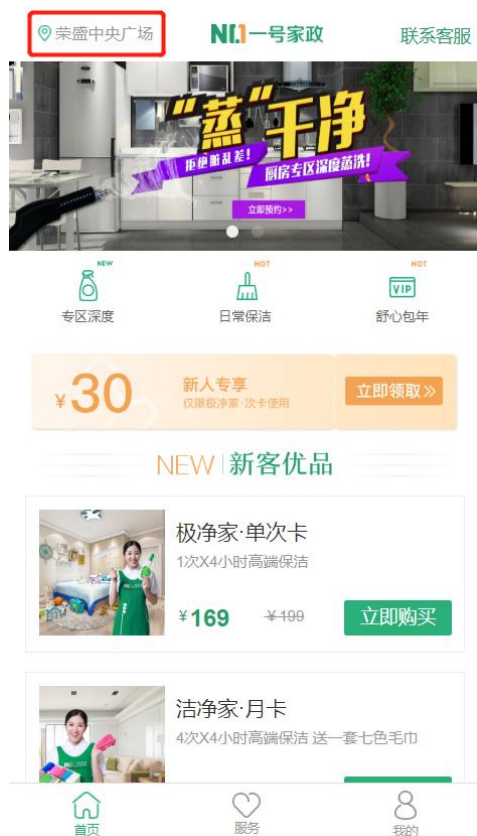 荣盛中央广场
NO.1一号家政
联系客服
“蒸“干净
拒绝脏乱差！
厨房专区深度蒸洗！
立即预约>>
NEW
HOT
HOT
VIP
专区深度
日常保洁
舒心包年
¥30
新人专享
仅限极净家·次卡使用
立即领取
NEW 新客优品
极净家·单次卡
1次X4小时高端保洁
¥169 ¥199
立即购买
洁净家·月卡
4次X4小时高端保洁 送一套七色毛巾
首页
服务
我的